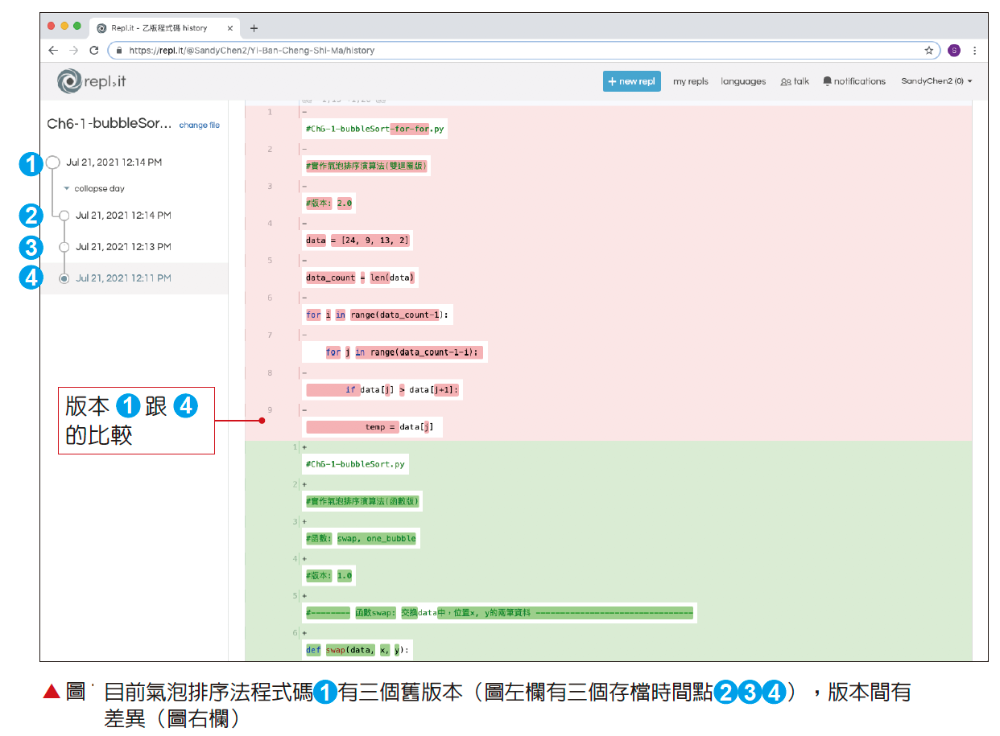 Repl.it - 乙版程式碼 history
https://repl.it/@SandyChen2/Yi-Ban-Cheng-Shi-Ma/history
S
repl.it
+ new repl
my repls
languages
talk
notifications
SandyChen2 (0)
Ch6-1-bubbleSor...
change file
1 Jul 21, 2021 12:14 PM
collapse day
2 Jul 21, 2021 12:14 PM
3 Jul 21, 2021 12:13 PM
4 Jul 21, 2021 12:11 PM
版本 1 跟 4
的比較
1 -
#Ch6-1-bubbleSort-for-for.py
2 -
#實作氣泡排序演算法(雙迴圈版)
3 -
#版本: 2.0
4 -
data = [24, 9, 13, 2]
5 -
data_count = len(data)
6 -
for i in range(data_count-1):
7 -
for j in range(data_count-1-i):
8 -
if data[j] > data[j+1]:
9 -
temp = data[j]
1 +
#Ch6-1-bubbleSort.py
2 +
#實作氣泡排序演算法(函數版)
3 +
#函數: swap, one_bubble
4 +
#版本: 1.0
5 +
#-------- 函數swap: 交換data中，位置x, y的兩筆資料 --------------------------------
6 +
def swap(data, x, y):
▲ 圖 目前氣泡排序法程式碼1有三個舊版本（圖左欄有三個存檔時間點234），版本間有
差異（圖右欄）